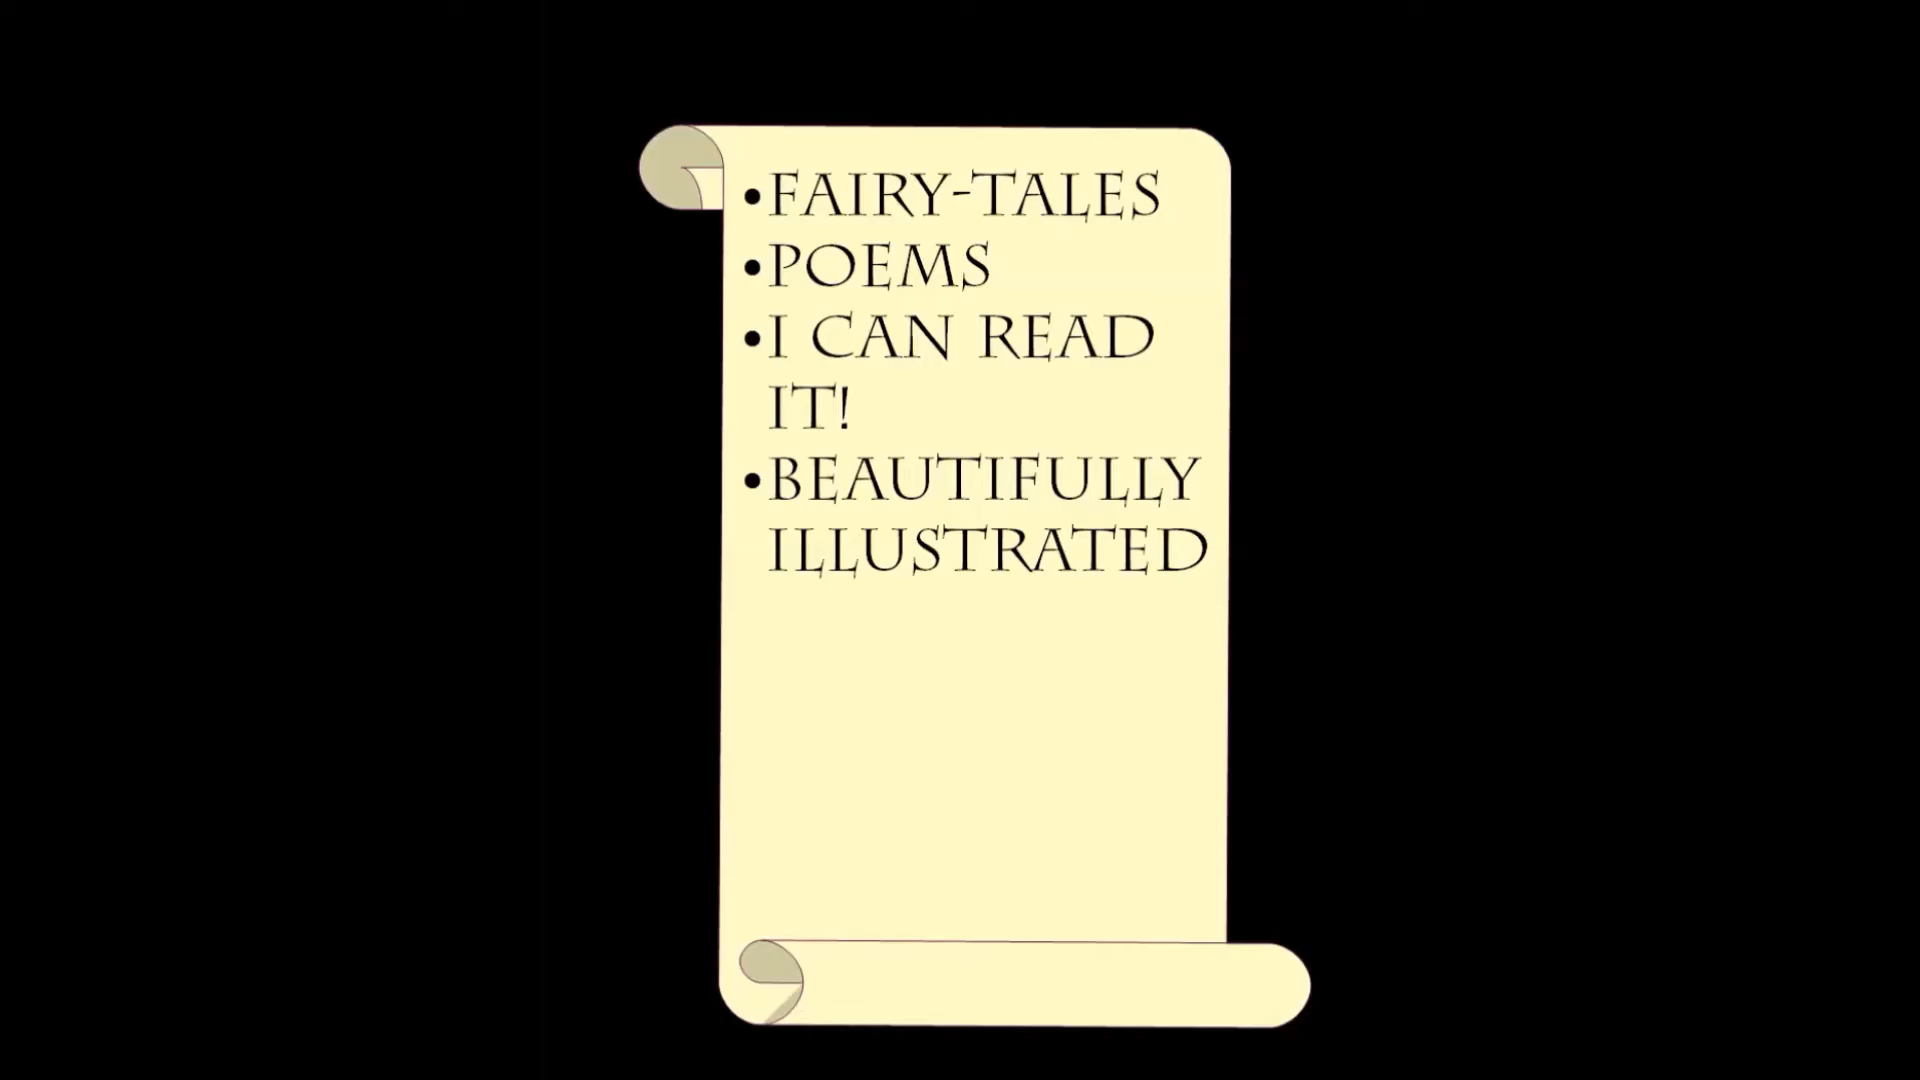 •FAIRY-TALES
•POEMS
•I CAN READ
IT!
•BEAUTIFULLY
ILLUSTRATED